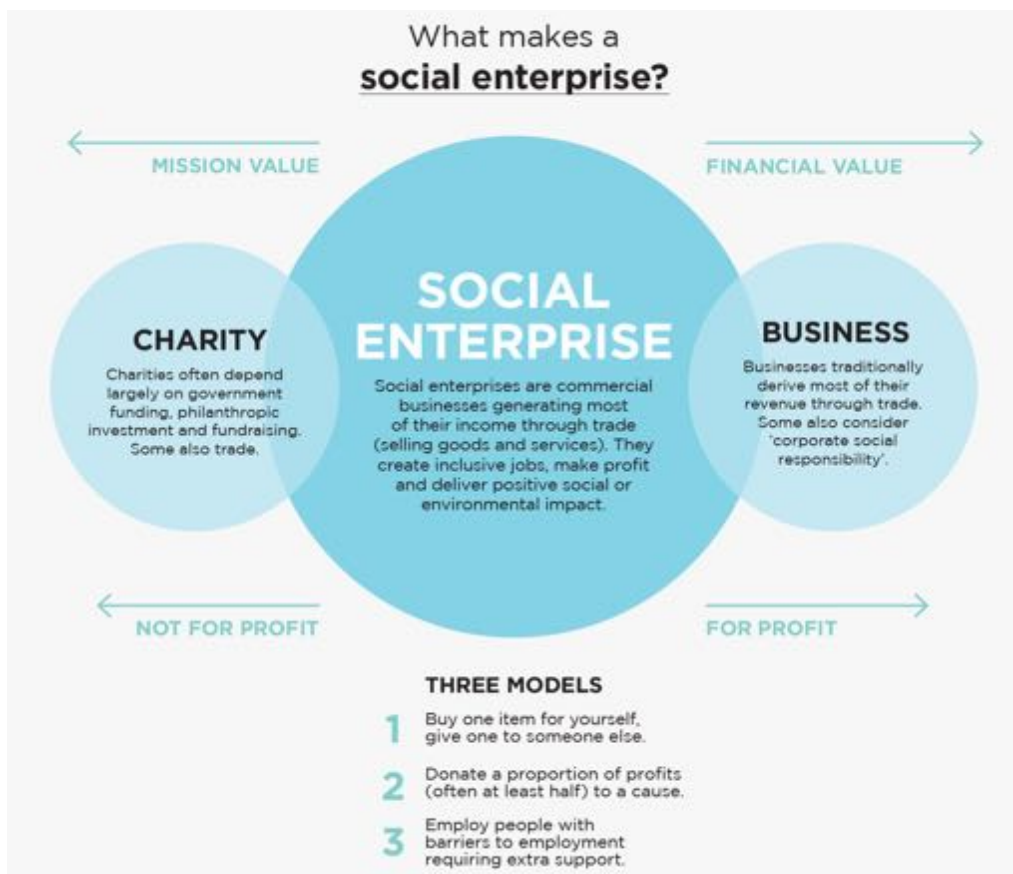 What makes a
social enterprise?
MISSION VALUE
FINANCIAL VALUE
CHARITY
Charities often depend
largely on government
funding, philanthropic
investment and fundraising.
Some also trade.
SOCIAL
ENTERPRISE
Social enterprises are commercial
businesses generating most
of their income through trade
(selling goods and services). They
create inclusive jobs, make profit
and deliver positive social or
environmental impact.
BUSINESS
Businesses traditionally
derive most of their
revenue through trade.
Some also consider
'corporate social
responsibility'.
NOT FOR PROFIT
FOR PROFIT
THREE MODELS
1 Buy one item for yourself,
give one to someone else.
2 Donate a proportion of profits
(often at least half) to a cause.
3 Employ people with
barriers to employment
requiring extra support.